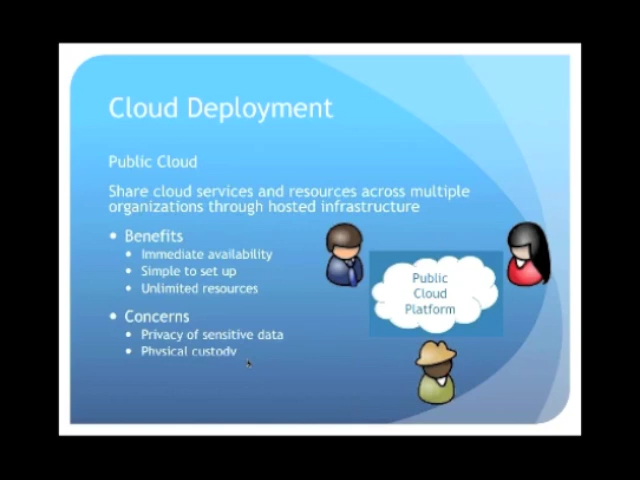 Cloud Deployment
Public Cloud
Share cloud services and resources across multiple
organizations through hosted infrastructure
Benefits
Immediate availability
Simple to set up
Unlimited resources
Concerns
Privacy of sensitive data
Physical custody
Public
Cloud
Platform